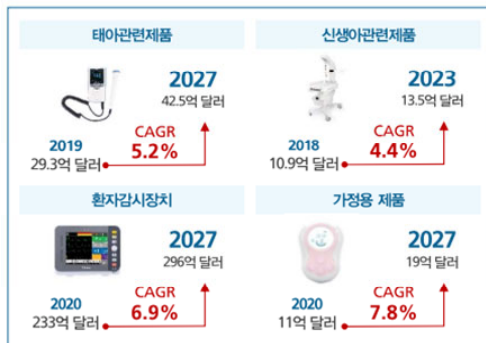 태아관련제품
2027
42.5억 달러
2019
29.3억 달러
CAGR
5.2%
신생아관련제품
2023
13.5억 달러
2018
10.9억 달러
CAGR
4.4%
환자감시장치
2027
296억 달러
2020
233억 달러
CAGR
6.9%
가정용 제품
2027
19억 달러
2020
11억 달러
CAGR
7.8%